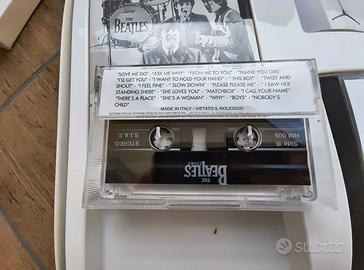 THE
BEATLES
"LOVE ME DO" - "ASK ME WHY" - "FROM ME TO YOU" - "THANK YOU GIRL"
"I'LL GET YOU" - "I WANT TO HOLD YOUR HAND" - "THIS BOY" - "TWIST AND
SHOUT" - "I FEEL FINE" - "SLOW DOWN" - "PLEASE PLEASE ME" - "I SAW HER
STANDING THERE" - "SHE LOVES YOU" - "MATCHBOX" - "I CALL YOUR NAME"
"THERE'S A PLACE" - "SHE'S A WOMAN" - "WHY" - "BOYS" - "NOBODY'S
CHILD"
MADE IN ITALY - VIETATO IL NOLEGGIO
Side B
HM 005
STEREO
S.I.A.E.
THE
BEATLES
subito